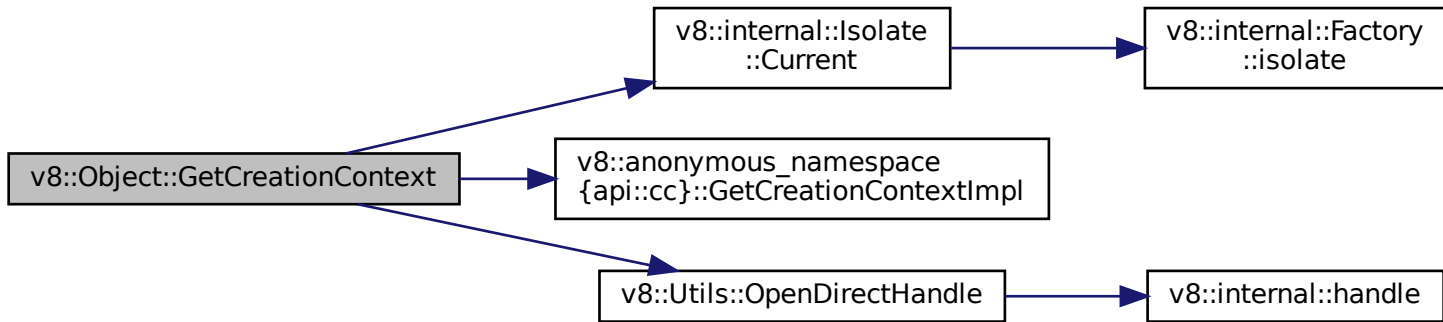 v8::internal::Isolate
::Current
v8::internal::Factory
::isolate
v8::Object::GetCreationContext
v8::anonymous_namespace
{api::cc}::GetCreationContextImpl
v8::Utils::OpenDirectHandle
v8::internal::handle